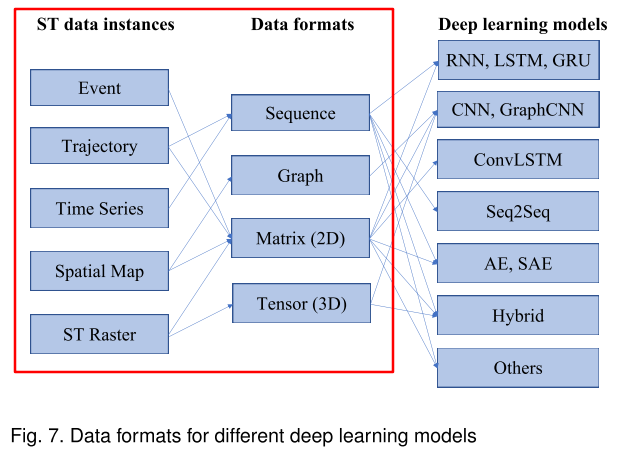 ST data instances
Data formats
Deep learning models
Event
Trajectory
Time Series
Spatial Map
ST Raster
Sequence
Graph
Matrix (2D)
Tensor (3D)
RNN, LSTM, GRU
CNN, GraphCNN
ConvLSTM
Seq2Seq
AE, SAE
Hybrid
Others
Fig. 7. Data formats for different deep learning models